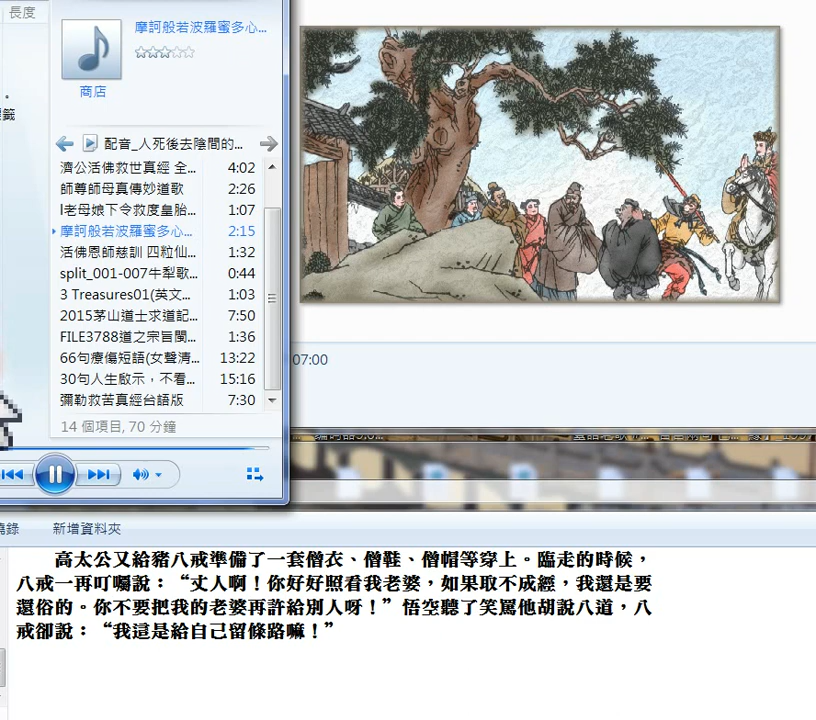 長度
摩訶般若波羅蜜多心...
商店
配音_人死後去陰間的...
濟公活佛救世真經 全... 4:02
師尊師母真傳妙道歌 2:26
l老母娘下令救度皇胎... 1:07
摩訶般若波羅蜜多心... 2:15
活佛恩師慈訓 四粒仙... 1:32
split_001-007牛犁歌... 0:44
3 Treasures01(英文... 1:03
2015茅山道士求道記... 7:50
FILE3788道之宗旨閩... 1:36
66句療傷短語(女聲清... 13:22
30句人生啟示，不看... 15:16
彌勒救苦真經台語版 7:30
14 個項目, 70 分鐘
07:00
燒錄 新增資料夾
高太公又給豬八戒準備了一套僧衣、僧鞋、僧帽等穿上。臨走的時候，
八戒一再叮囑說：“丈人啊！你好好照看我老婆，如果取不成經，我還是要
還俗的。你不要把我的老婆再許給別人呀！”悟空聽了笑罵他胡說八道，八
戒卻說：“我這是給自己留條路嘛！”